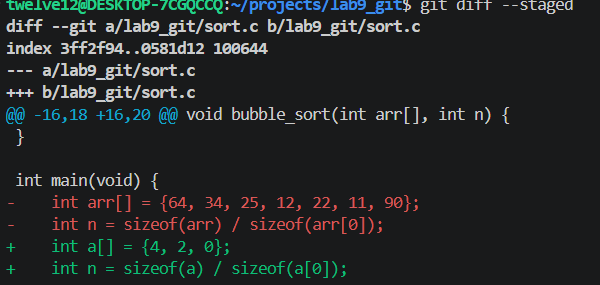 twelve12@DESKTOP-7CGQCCQ:~/projects/lab9_git$ git diff --staged
diff --git a/lab9_git/sort.c b/lab9_git/sort.c
index 3ff2f94..0581d12 100644
--- a/lab9_git/sort.c
+++ b/lab9_git/sort.c
@@ -16,18 +16,20 @@ void bubble_sort(int arr[], int n) {
 }
 int main(void) {
-    int arr[] = {64, 34, 25, 12, 22, 11, 90};
-    int n = sizeof(arr) / sizeof(arr[0]);
+    int a[] = {4, 2, 0};
+    int n = sizeof(a) / sizeof(a[0]);